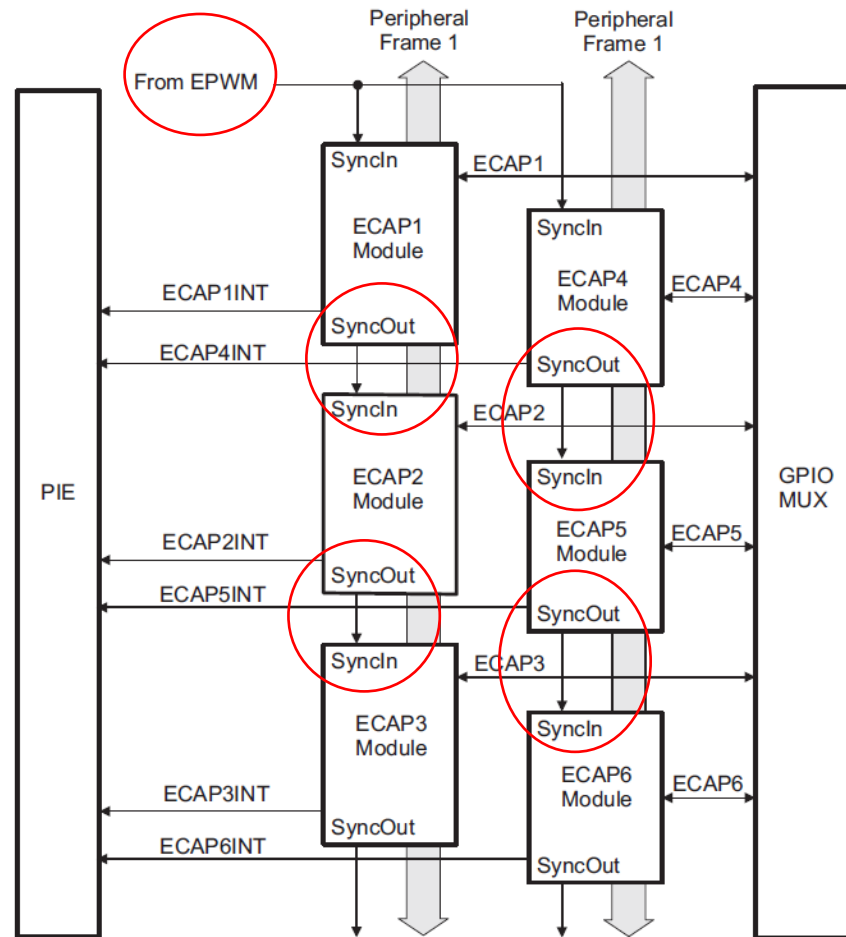 Peripheral
Frame 1
Peripheral
Frame 1
From EPWM
SyncIn
ECAP1
ECAP1
Module
SyncIn
ECAP4
Module
ECAP4
ECAP1INT
SyncOut
ECAP4INT
SyncOut
SyncIn
ECAP2
ECAP2
Module
SyncIn
PIE
GPIO
MUX
ECAP5
Module
ECAP5
ECAP2INT
SyncOut
ECAP5INT
SyncOut
SyncIn
ECAP3
ECAP3
Module
SyncIn
ECAP6
Module
ECAP6
ECAP3INT
SyncOut
ECAP6INT
SyncOut